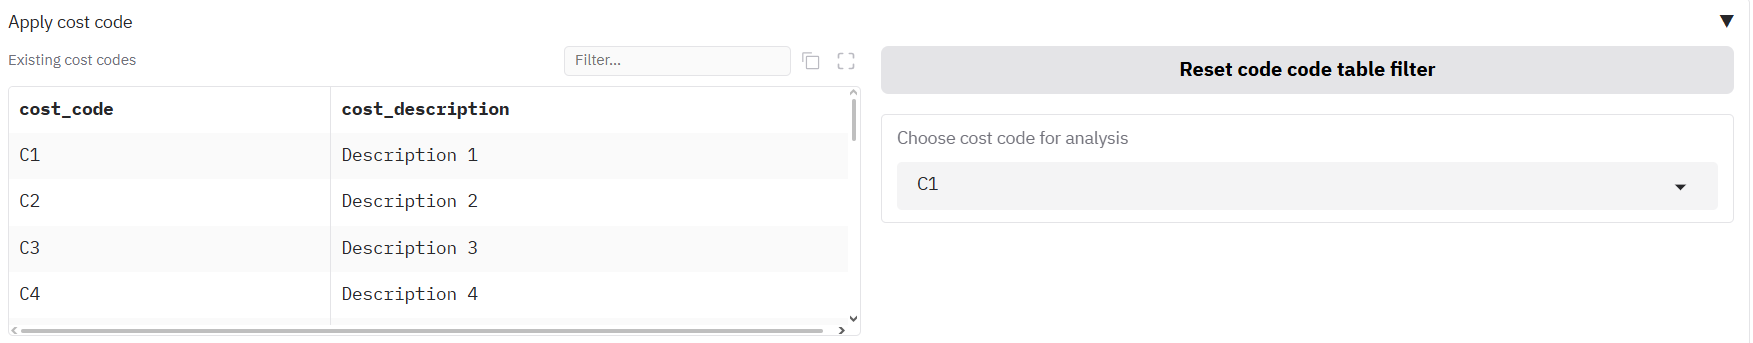 Apply cost code
Existing cost codes
Filter...
cost_code cost_description
C1 Description 1
C2 Description 2
C3 Description 3
C4 Description 4
Reset code code table filter
Choose cost code for analysis
C1